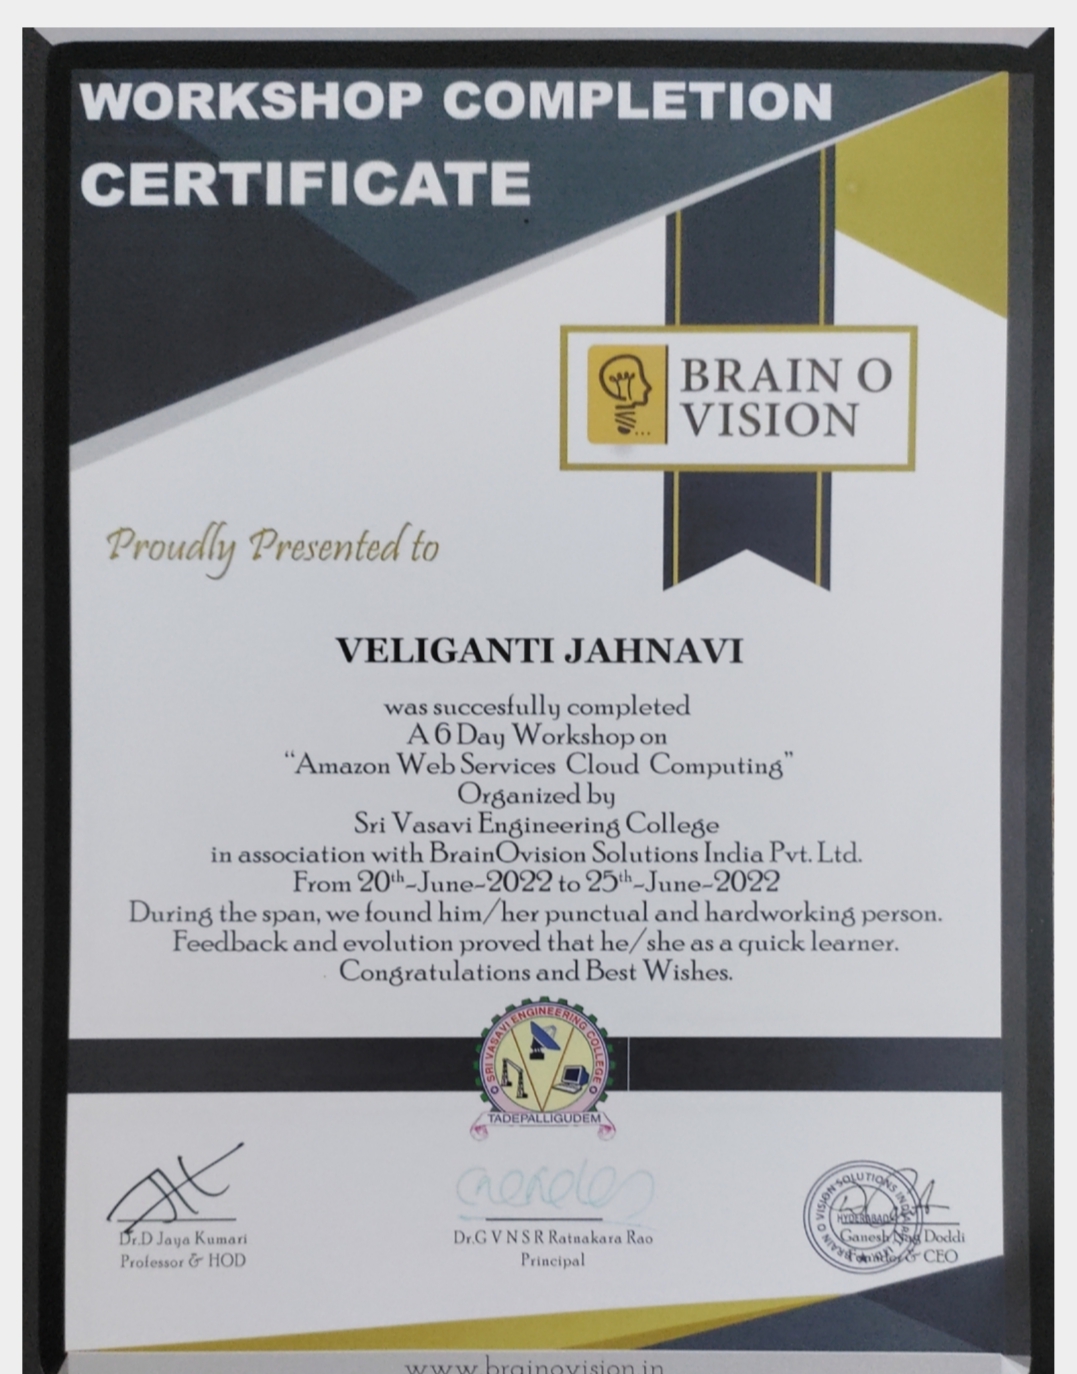 WORKSHOP COMPLETION
CERTIFICATE
BRAIN O
VISION
Proudly Presented to
VELIGANTI JAHNAVI
was succesfully completed
A 6 Day Workshop on
“Amazon Web Services Cloud Computing”
Organized by
Sri Vasavi Engineering College
in association with BrainOvision Solutions India Pvt. Ltd.
From 20th-June-2022 to 25th-June-2022
During the span, we found him/her punctual and hardworking person.
Feedback and evolution proved that he/she as a quick learner.
Congratulations and Best Wishes.
SRI VASAVI ENGINEERING COLLEGE
TADEPALLIGUDEM
Dr.D Jaya Kumari
Professor & HOD
Dr.G V N S R Ratnakara Rao
Principal
BRAIN O VISION SOLUTIONS INDIA
HYDERABAD
Ganesh Nag Doddi
Founder & CEO
www.brainovision.in